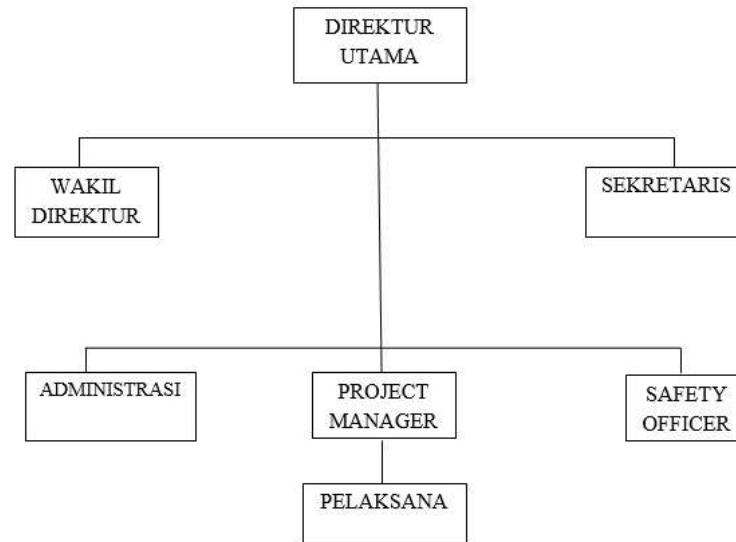 DIREKTUR
UTAMA
WAKIL
DIREKTUR
SEKRETARIS
ADMINISTRASI
PROJECT
MANAGER
SAFETY
OFFICER
PELAKSANA